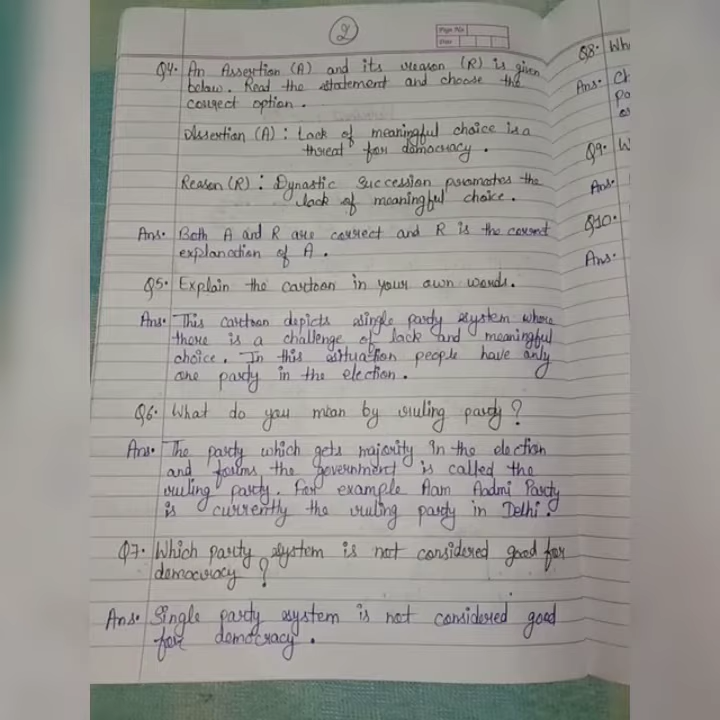 2
Page No.
Date
Q4. An Assertion (A) and its reason (R) is given
below. Read the statement and choose the
correct option.
Assertion (A) : Lack of meaningful choice is a
threat for democracy.
Reason (R) : Dynastic Succession promotes the
lack of meaningful choice.
Ans. Both A and R are correct and R is the correct
explanation of A.
Q5. Explain the cartoon in your own words.
Ans. This cartoon depicts single party system where
there is a challenge of lack and meaningful
choice. In this situation people have only
one party in the election.
Q6. What do you mean by ruling party?
Ans. The party which gets majority in the election
and forms the government is called the
ruling party. For example Aam Aadmi Party
is currently the ruling party in Delhi.
Q7. Which party system is not considered good for
democracy ?
Ans. Single party system is not considered good
for democracy.
Q8. Wh
Ans. Ch
po
Q9. W
Ans.
Q10.
Ans.